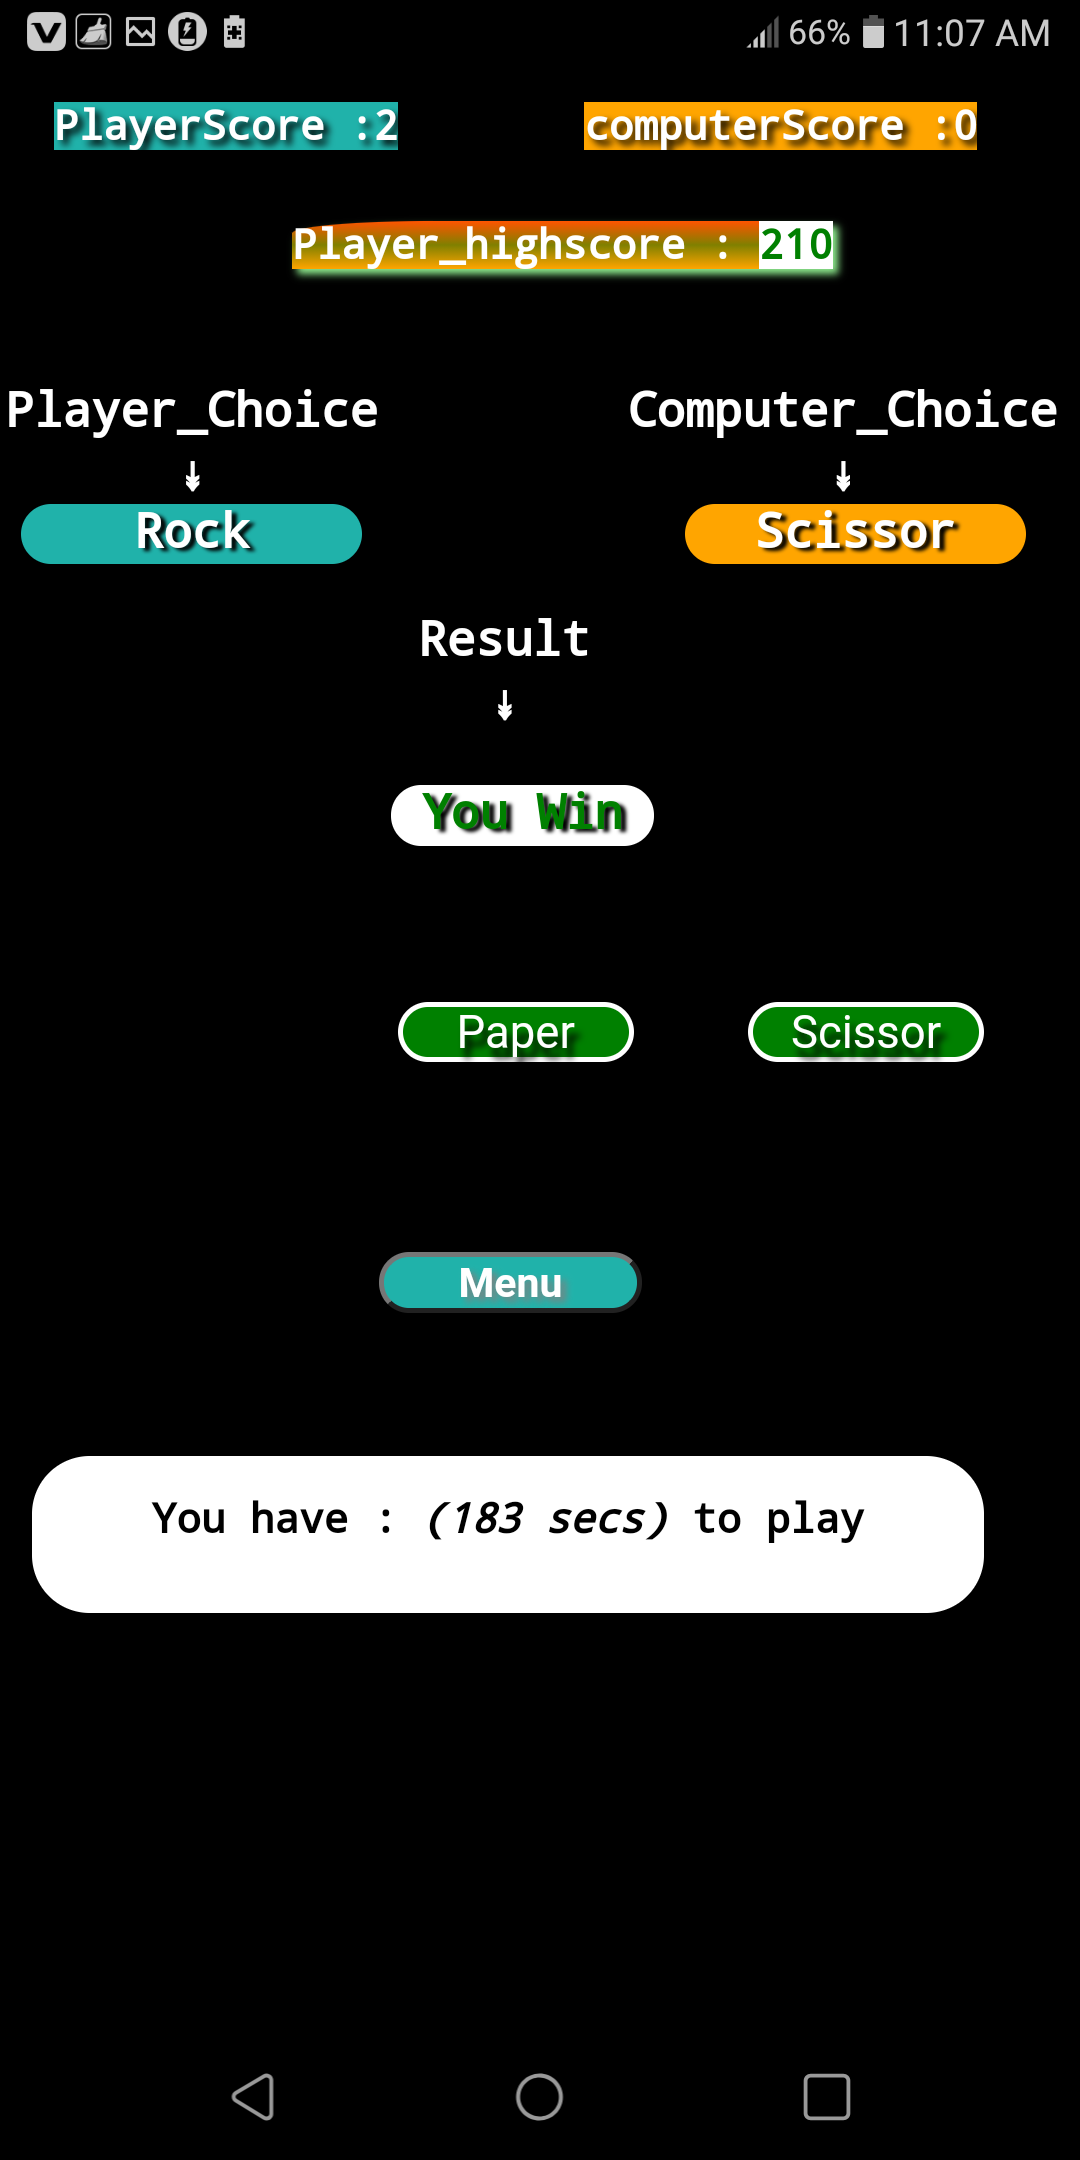 66% 11:07 AM
PlayerScore :2 computerScore :0
Player_highscore : 210
Player_Choice Computer_Choice
↡ ↡
Rock Scissor
Result
↡
You Win
Paper Scissor
Menu
You have : (183 secs) to play